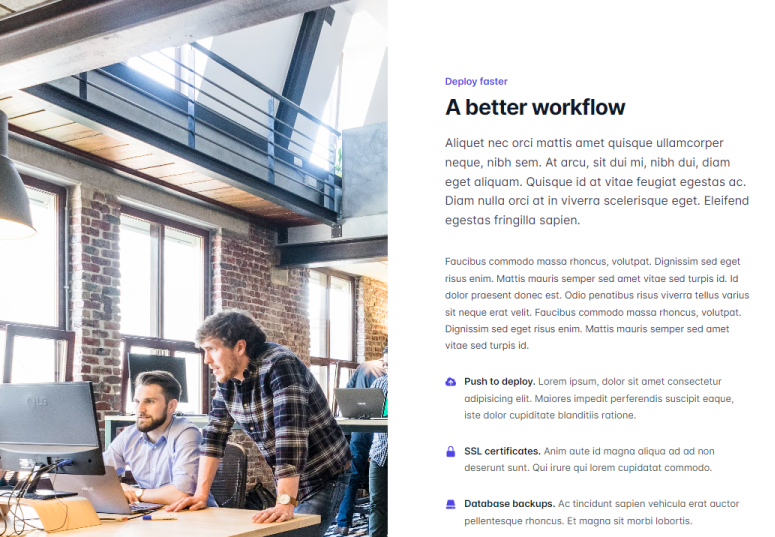 Deploy faster
A better workflow
Aliquet nec orci mattis amet quisque ullamcorper
neque, nibh sem. At arcu, sit dui mi, nibh dui, diam
eget aliquam. Quisque id at vitae feugiat egestas ac.
Diam nulla orci at in viverra scelerisque eget. Eleifend
egestas fringilla sapien.
Faucibus commodo massa rhoncus, volutpat. Dignissim sed eget
risus enim. Mattis mauris semper sed amet vitae sed turpis id. Id
dolor praesent donec est. Odio penatibus risus viverra tellus varius
sit neque erat velit. Faucibus commodo massa rhoncus, volutpat.
Dignissim sed eget risus enim. Mattis mauris semper sed amet
vitae sed turpis id.
Push to deploy. Lorem ipsum, dolor sit amet consectetur
adipisicing elit. Maiores impedit perferendis suscipit eaque,
iste dolor cupiditate blanditiis ratione.
SSL certificates. Anim aute id magna aliqua ad ad non
deserunt sunt. Qui irure qui lorem cupidatat commodo.
Database backups. Ac tincidunt sapien vehicula erat auctor
pellentesque rhoncus. Et magna sit morbi lobortis.
LG